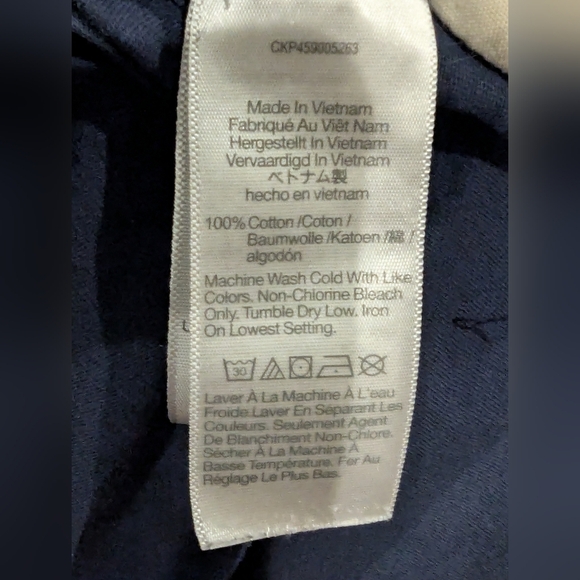 CKP459005263
Made In Vietnam
Fabriqué Au Viêt Nam
Hergestellt In Vietnam
Vervaardigd In Vietnam
ベトナム製
hecho en vietnam
100% Cotton /Coton /
Baumwolle /Katoen /綿 /
algodón
Machine Wash Cold With Like
Colors. Non-Chlorine Bleach
Only. Tumble Dry Low. Iron
On Lowest Setting.
30
Laver À La Machine À L'eau
Froide Laver En Séparant Les
Couleurs. Seulement Agent
De Blanchiment Non-Chlore.
Sécher À La Machine À
Basse Température. Fer Au
Réglage Le Plus Bas.